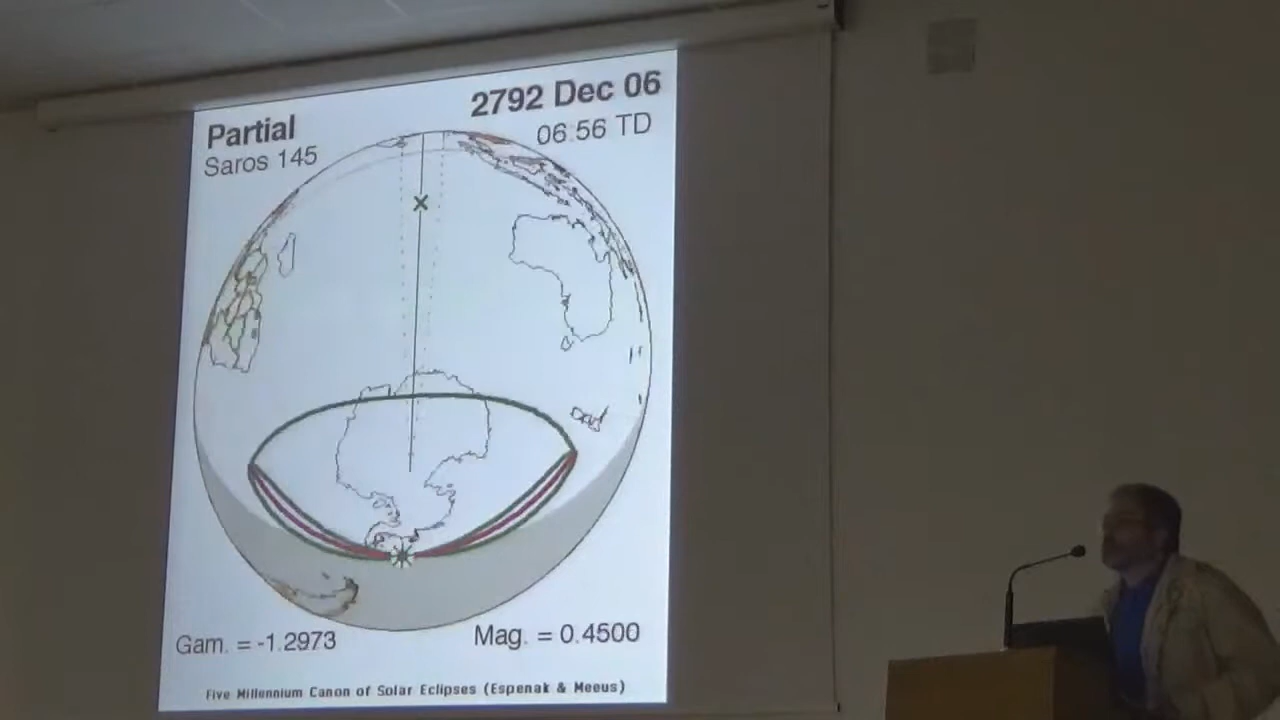 Partial
2792 Dec 06
Saros 145
06:56 TD
Gam. = -1.2973
Mag. = 0.4500
Five Millennium Canon of Solar Eclipses (Espenak & Meeus)